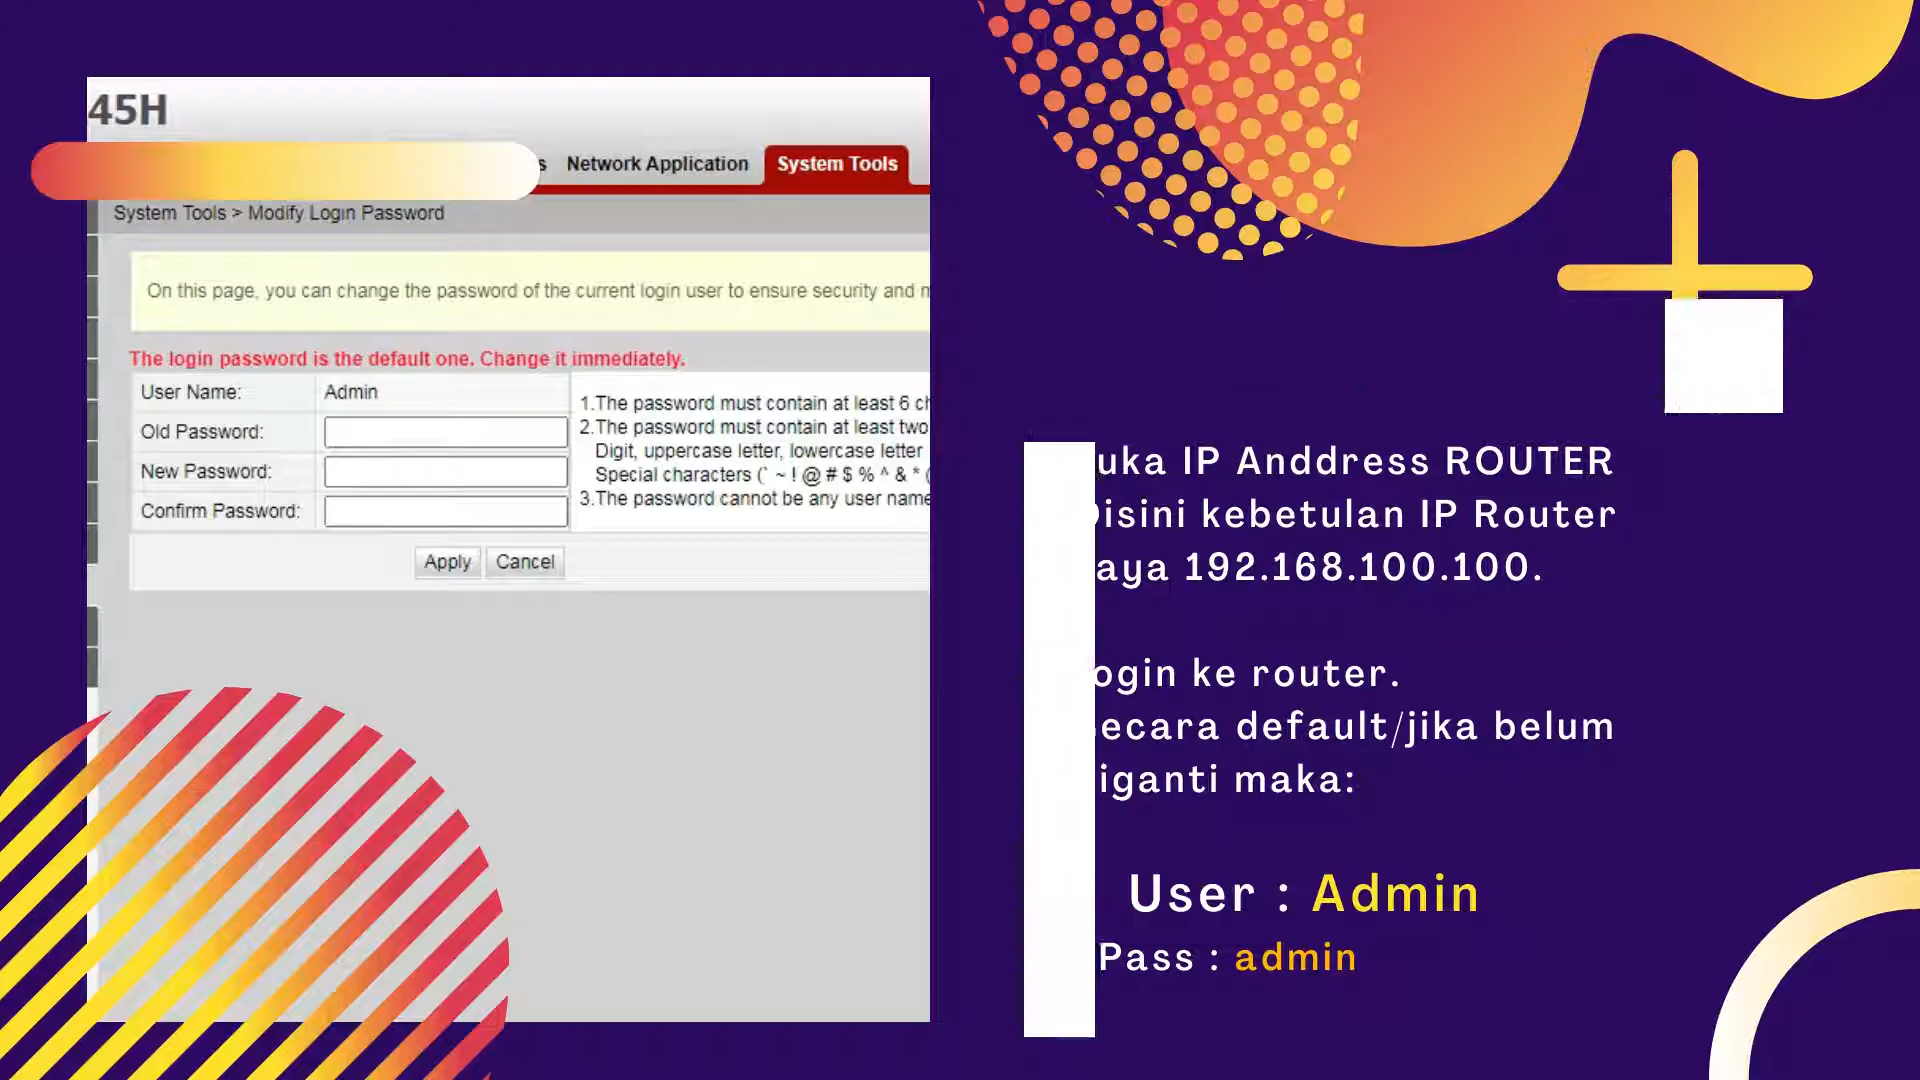 45H
Network Application
System Tools
System Tools > Modify Login Password
On this page, you can change the password of the current login user to ensure security and
The login password is the default one. Change it immediately.
User Name: Admin
Old Password:
New Password:
Confirm Password:
1.The password must contain at least 6
2.The password must contain at least two
Digit, uppercase letter, lowercase letter
Special characters (` ~ ! @ # $ % ^ & * (
3.The password cannot be any user name
Apply Cancel
uka IP Anddress ROUTER
isini kebetulan IP Router
aya 192.168.100.100.
ogin ke router.
ecara default/jika belum
iganti maka:
User : Admin
Pass : admin